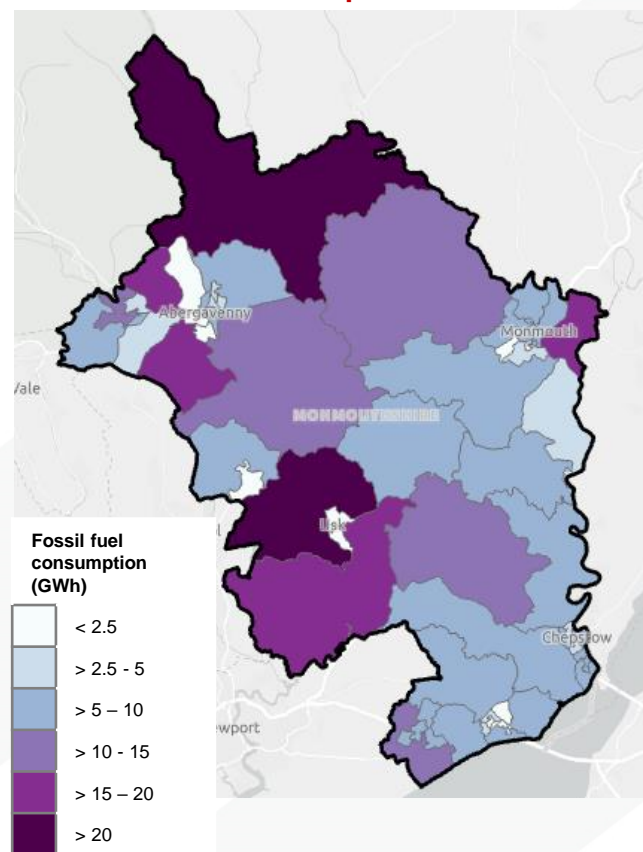 Abergavenny
Monmouth
Vale
MONMOUTHSHIRE
Usk
Chepstow
ewport
Fossil fuel
consumption
(GWh)
< 2.5
> 2.5 - 5
> 5 – 10
> 10 - 15
> 15 – 20
> 20